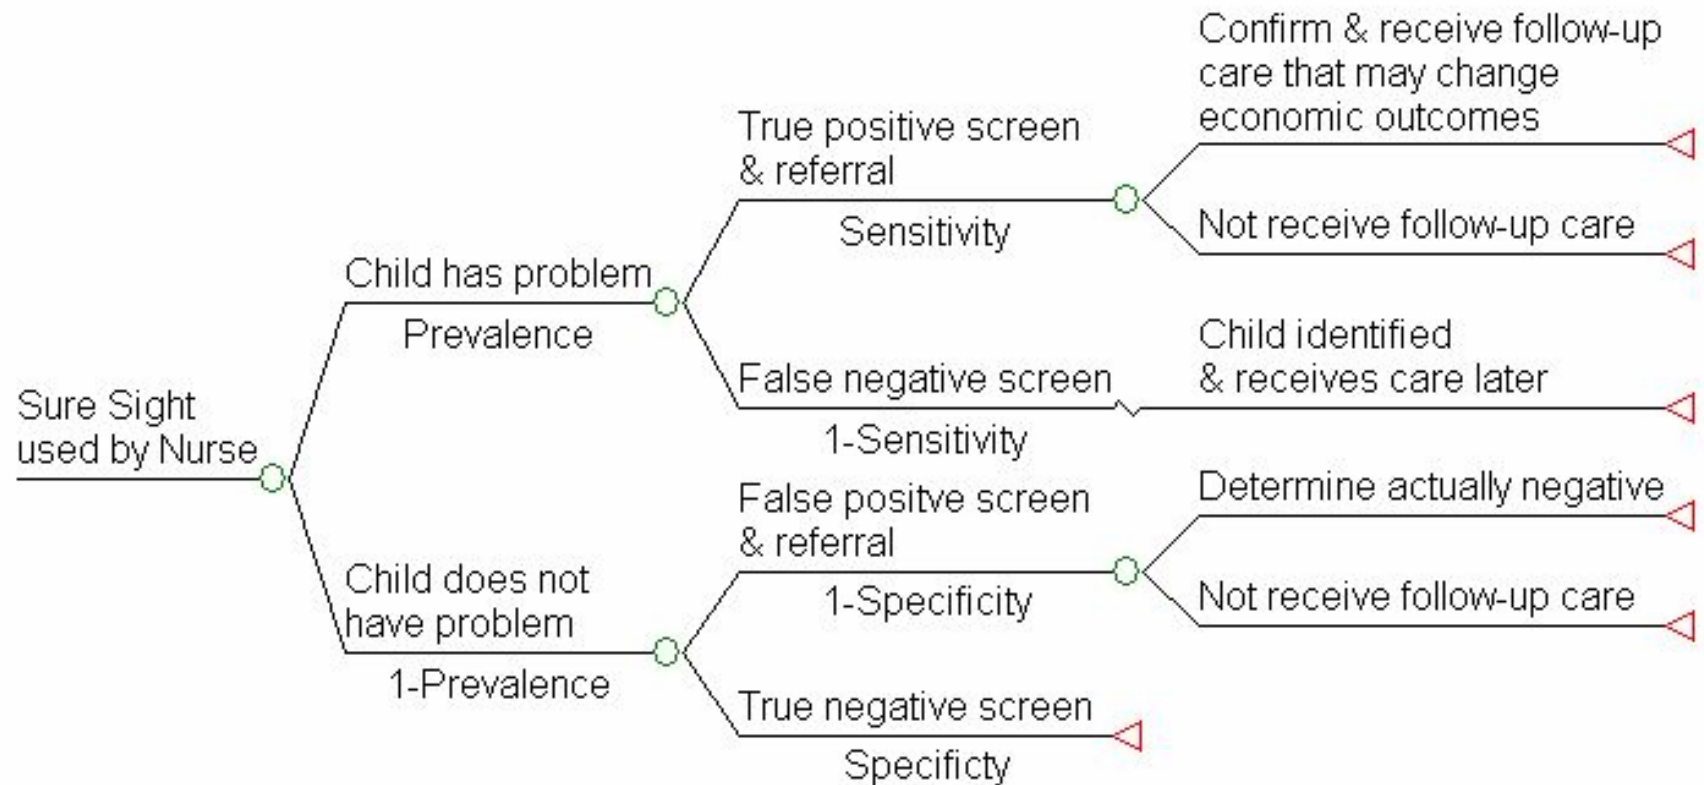 Confirm & receive follow-up
care that may change
economic outcomes
True positive screen
& referral
Sensitivity
Not receive follow-up care
Child has problem
Prevalence
Child identified
& receives care later
False negative screen
1-Sensitivity
Sure Sight
used by Nurse
Determine actually negative
False positve screen
& referral
1-Specificity
Not receive follow-up care
Child does not
have problem
1-Prevalence
True negative screen
Specificty